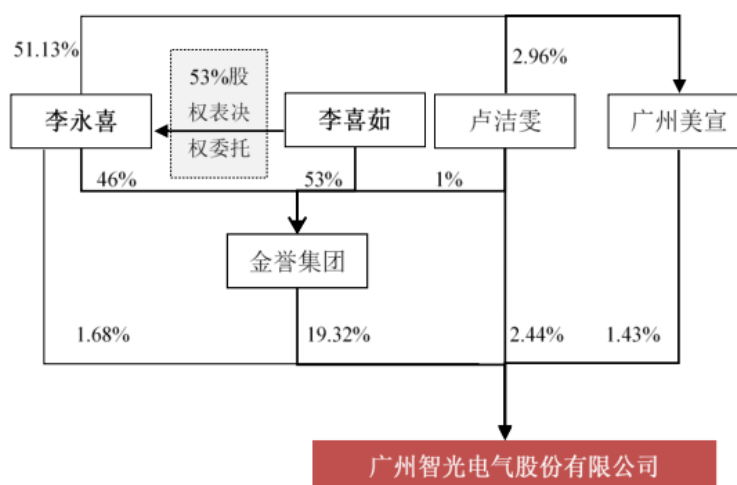 51.13%
53%股
权表决
权委托
2.96%
李永喜
李喜茹
卢洁雯
广州美宣
46%
53%
1%
金誉集团
1.68%
19.32%
2.44%
1.43%
广州智光电气股份有限公司